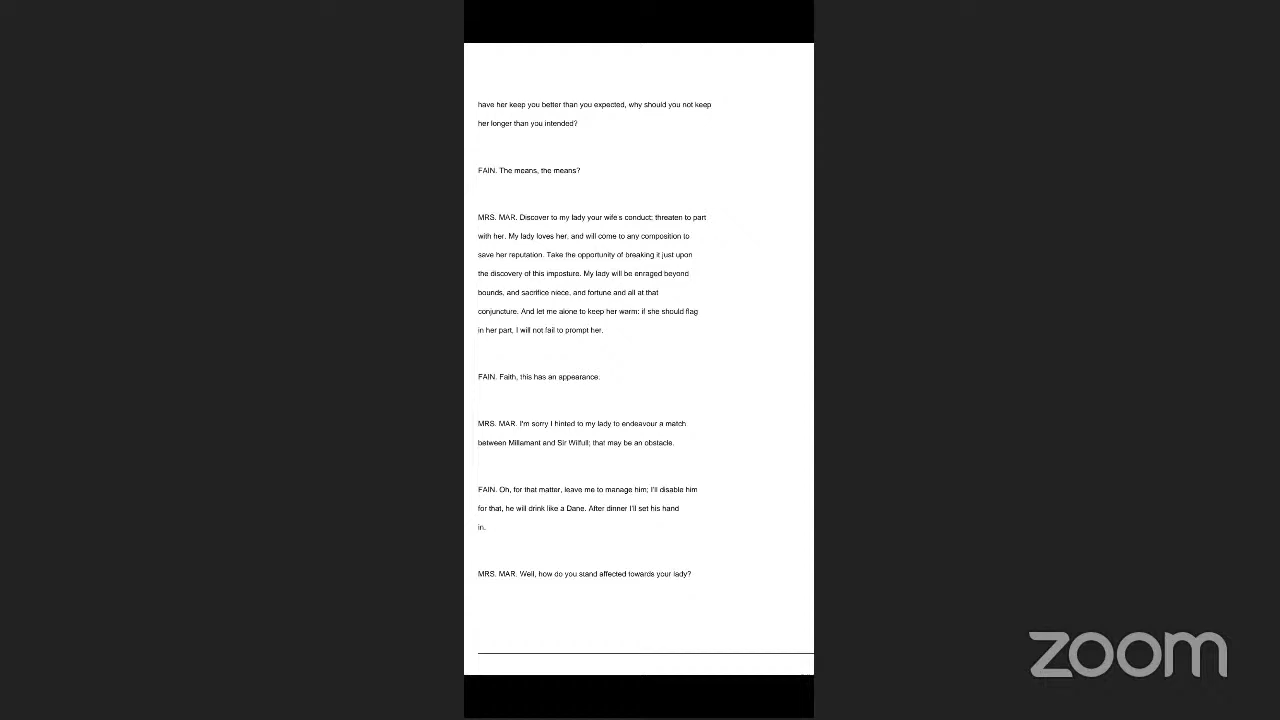 have her keep you better than you expected, why should you not keep
her longer than you intended?
FAIN. The means, the means?
MRS. MAR. Discover to my lady your wife's conduct; threaten to part
with her. My lady loves her, and will come to any composition to
save her reputation. Take the opportunity of breaking it just upon
the discovery of this imposture. My lady will be enraged beyond
bounds, and sacrifice niece, and fortune and all at that
conjuncture. And let me alone to keep her warm: if she should flag
in her part, I will not fail to prompt her.
FAIN. Faith, this has an appearance.
MRS. MAR. I'm sorry I hinted to my lady to endeavour a match
between Millamant and Sir Wilfull; that may be an obstacle.
FAIN. Oh, for that matter, leave me to manage him; I'll disable him
for that, he will drink like a Dane. After dinner I'll set his hand
in.
MRS. MAR. Well, how do you stand affected towards your lady?
zoom